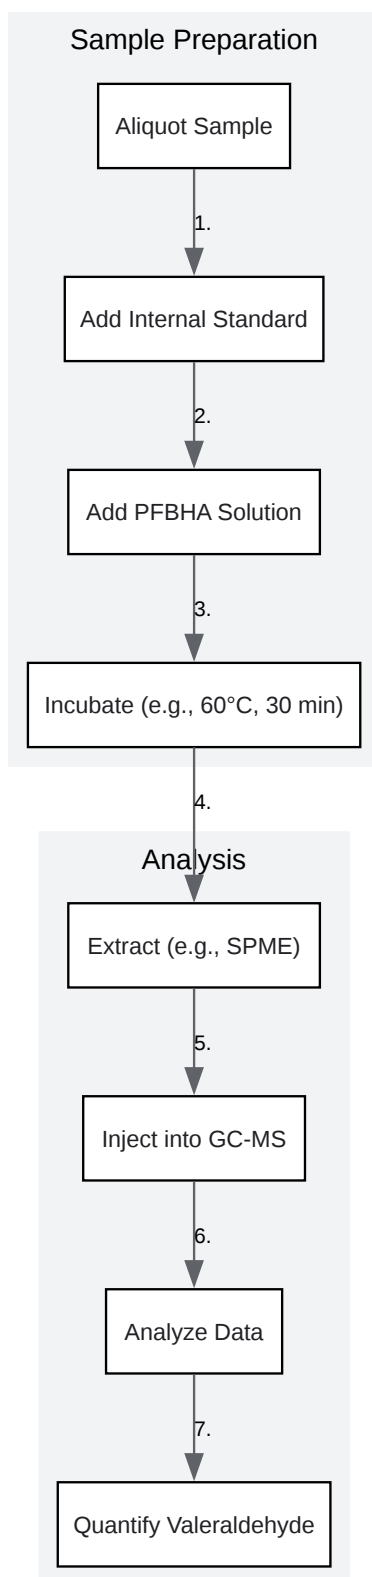 Sample Preparation
Aliquot Sample
1.
Add Internal Standard
2.
Add PFBHA Solution
3.
Incubate (e.g., 60°C, 30 min)
4.
Analysis
Extract (e.g., SPME)
5.
Inject into GC-MS
6.
Analyze Data
7.
Quantify Valeraldehyde